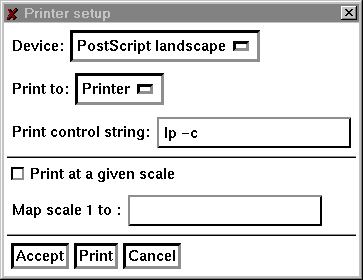 Printer setup
Device: PostScript landscape
Print to: Printer
Print control string: lp -c
Print at a given scale
Map scale 1 to :
Accept Print Cancel